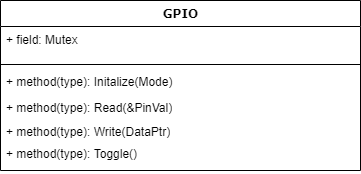 GPIO
+ field: Mutex
+ method(type): Initalize(Mode)
+ method(type): Read(&PinVal)
+ method(type): Write(DataPtr)
+ method(type): Toggle()